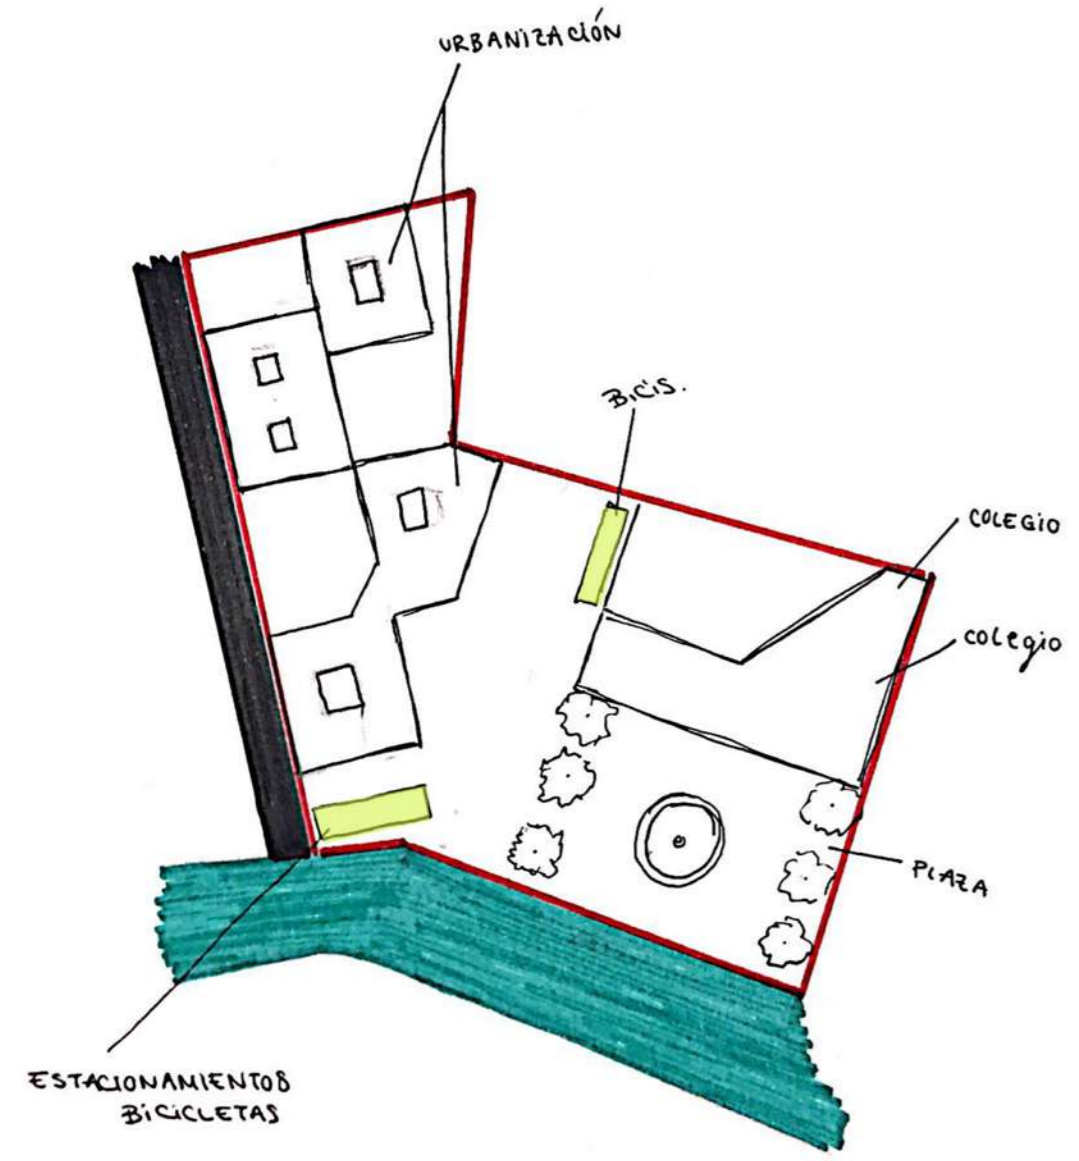 URBANIZACIÓN
BICIS.
COLEGIO
COLEGIO
PLAZA
ESTACIONAMIENTOS
BICICLETAS